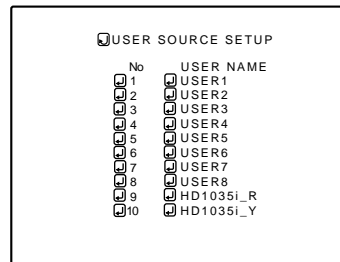 USER SOURCE SETUP
No USER NAME
1 USER1
2 USER2
3 USER3
4 USER4
5 USER5
6 USER6
7 USER7
8 USER8
9 HD1035i_R
10 HD1035i_Y